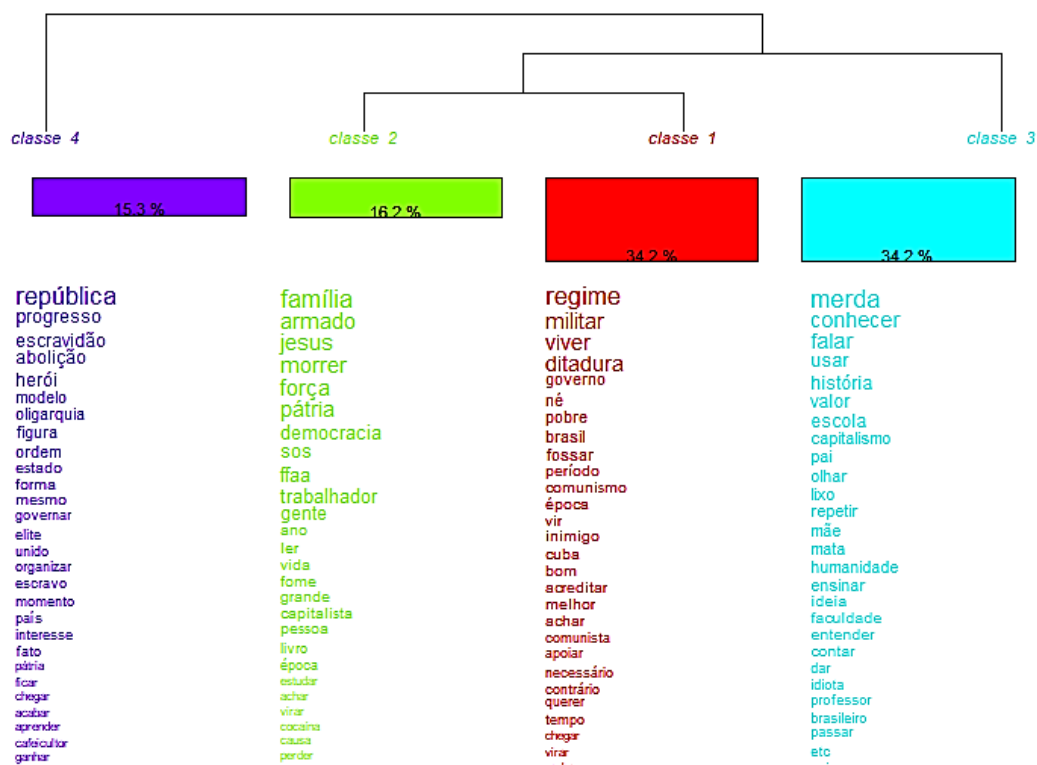 classe 4
classe 2
classe 1
classe 3
15.3 %
16.2 %
34.2 %
34.2 %
república
progresso
escravidão
abolição
herói
modelo
oligarquia
figura
ordem
estado
forma
mesmo
governar
elite
unido
organizar
escravo
momento
país
interesse
fato
pátria
ficar
chegar
acabar
aprender
cafeicultor
ganhar
família
armado
jesus
morrer
força
pátria
democracia
sos
ffaa
trabalhador
gente
ano
ler
vida
fome
grande
capitalista
pessoa
livro
época
estudar
achar
virar
cocaína
causa
perder
regime
militar
viver
ditadura
governo
né
pobre
brasil
fossar
período
comunismo
época
vir
inimigo
cuba
bom
acreditar
melhor
achar
comunista
apoiar
necessário
contrário
querer
tempo
chegar
virar
merda
conhecer
falar
usar
história
valor
escola
capitalismo
pai
olhar
lixo
repetir
mãe
mata
humanidade
ensinar
ideia
faculdade
entender
contar
dar
idiota
professor
brasileiro
passar
etc